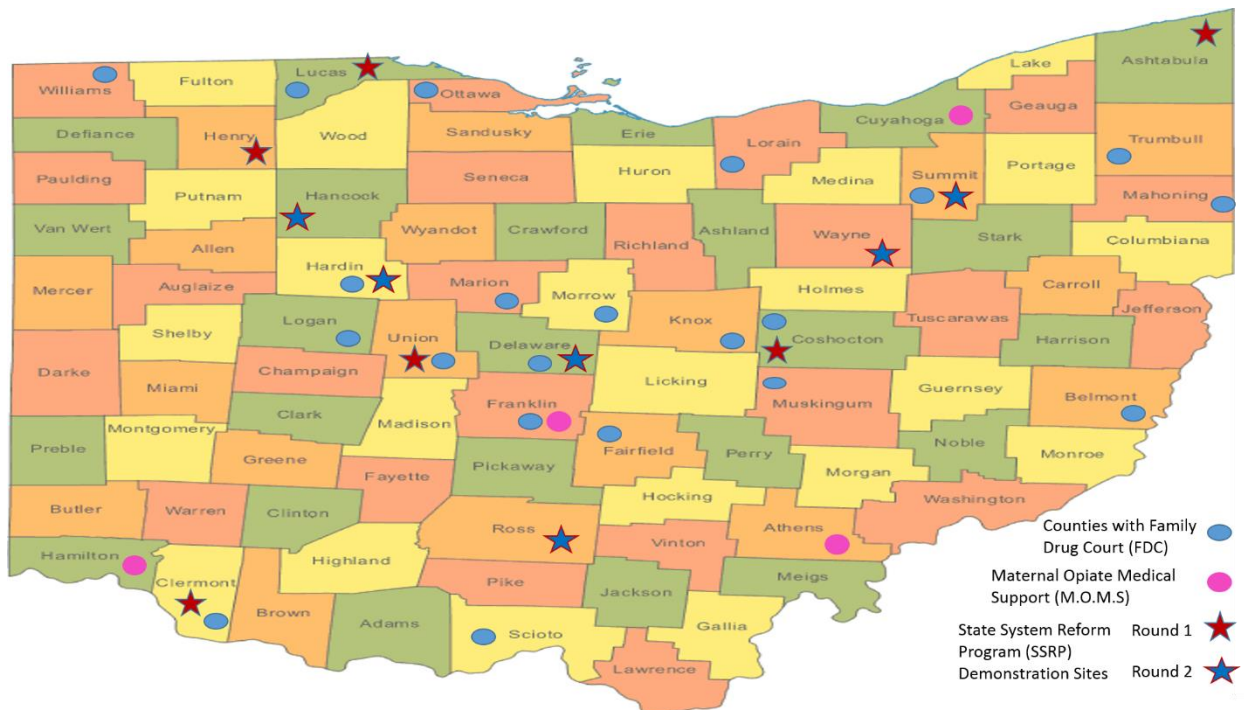 Lake
Ashtabula
Lucas
Fulton
Williams
Ottawa
Geauga
Cuyahoga
Defiance
Henry
Wood
Sandusky
Erie
Lorain
Trumbull
Paulding
Seneca
Huron
Medina
Summit
Portage
Putnam
Hancock
Mahoning
Van Wert
Allen
Wyandot
Crawford
Richland
Ashland
Wayne
Stark
Columbiana
Hardin
Mercer
Auglaize
Marion
Morrow
Holmes
Carroll
Jefferson
Shelby
Logan
Union
Delaware
Knox
Coshocton
Tuscarawas
Harrison
Darke
Miami
Champaign
Licking
Guernsey
Belmont
Clark
Franklin
Muskingum
Montgomery
Madison
Preble
Greene
Fayette
Pickaway
Fairfield
Perry
Noble
Monroe
Morgan
Butler
Warren
Clinton
Hocking
Washington
Ross
Athens
Hamilton
Highland
Vinton
Clermont
Pike
Meigs
Brown
Adams
Jackson
Scioto
Gallia
Lawrence
Counties with Family
Drug Court (FDC)
Maternal Opiate Medical
Support (M.O.M.S)
State System Reform
Program (SSRP)
Demonstration Sites
Round 1
Round 2